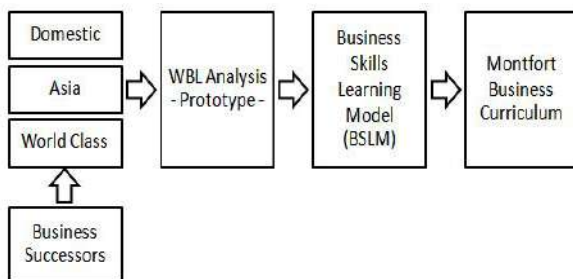 Domestic
Asia
World Class
Business
Successors
WBL Analysis
- Prototype -
Business
Skills
Learning
Model
(BSLM)
Montfort
Business
Curriculum